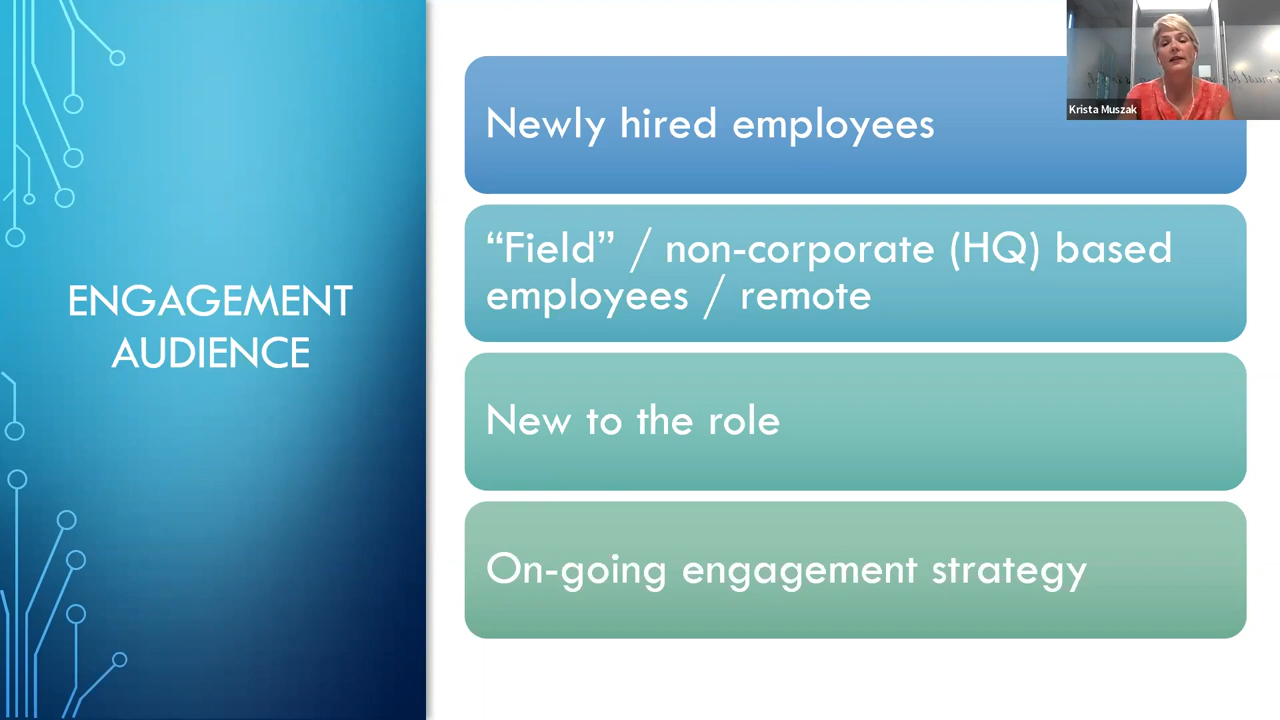 ENGAGEMENT
AUDIENCE
Newly hired employees
“Field” / non-corporate (HQ) based
employees / remote
New to the role
On-going engagement strategy
Krista Muszak